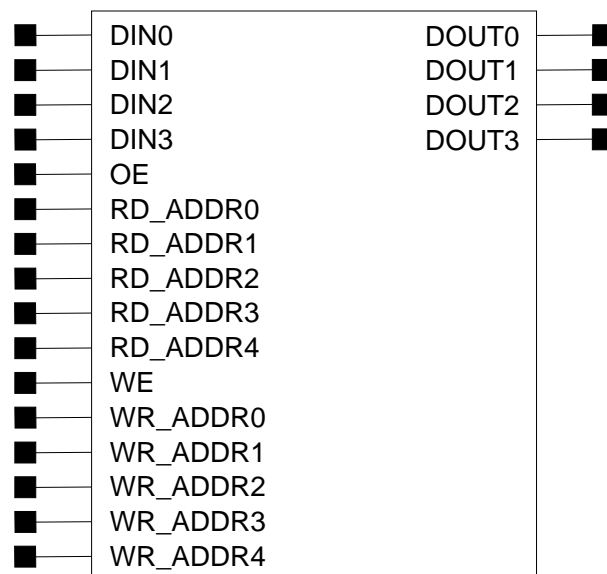 DIN0 DOUT0
DIN1 DOUT1
DIN2 DOUT2
DIN3 DOUT3
OE
RD_ADDR0
RD_ADDR1
RD_ADDR2
RD_ADDR3
RD_ADDR4
WE
WR_ADDR0
WR_ADDR1
WR_ADDR2
WR_ADDR3
WR_ADDR4